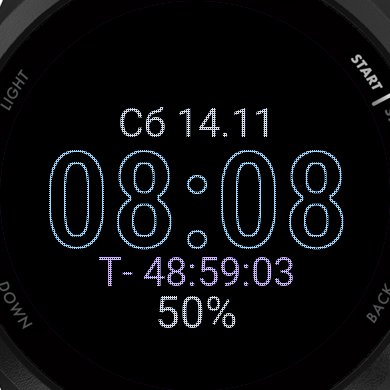 Сб 14.11
LIGHT
START
08:08
T- 48:59:03
DOWN
50%
BACK